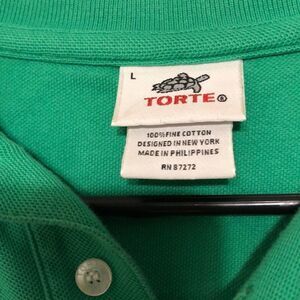 L
TORTE®
100% FINE COTTON
DESIGNED IN NEW YORK
MADE IN PHILIPPINES
RN 87272